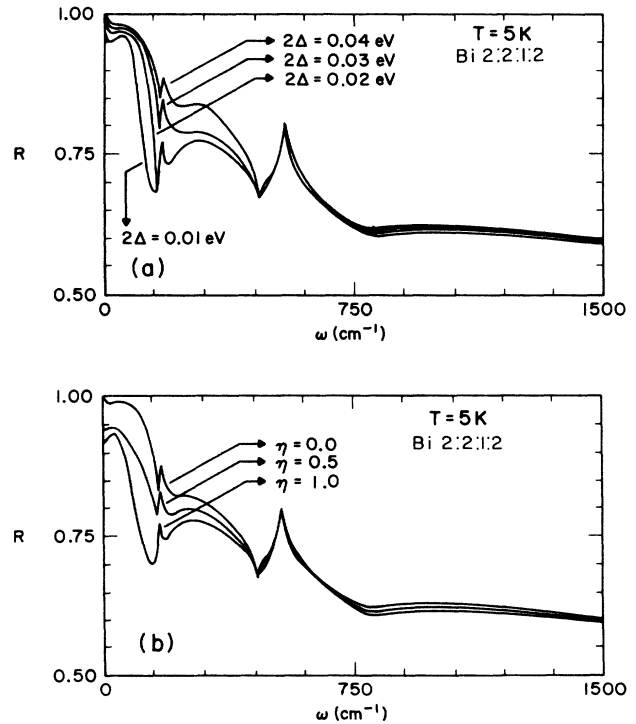 1.00
T = 5K
Bi 2:2:1:2
2Δ = 0.04 eV
2Δ = 0.03 eV
2Δ = 0.02 eV
R
0.75
2Δ = 0.01 eV
(a)
0.50
0
750
1500
ω (cm⁻¹)
1.00
T = 5K
Bi 2:2:1:2
η = 0.0
η = 0.5
η = 1.0
R
0.75
(b)
0.50
0
750
1500
ω (cm⁻¹)